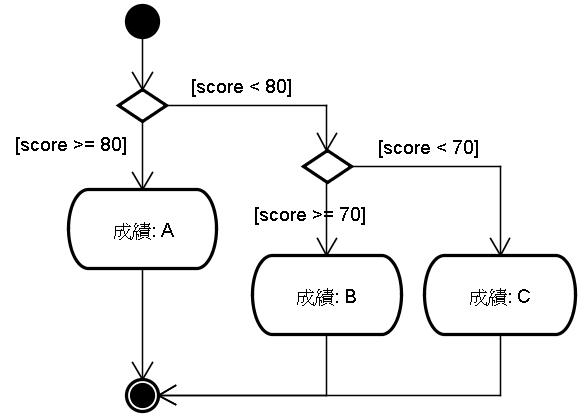 [score < 80]
[score >= 80]
[score < 70]
[score >= 70]
成績: A
成績: B
成績: C